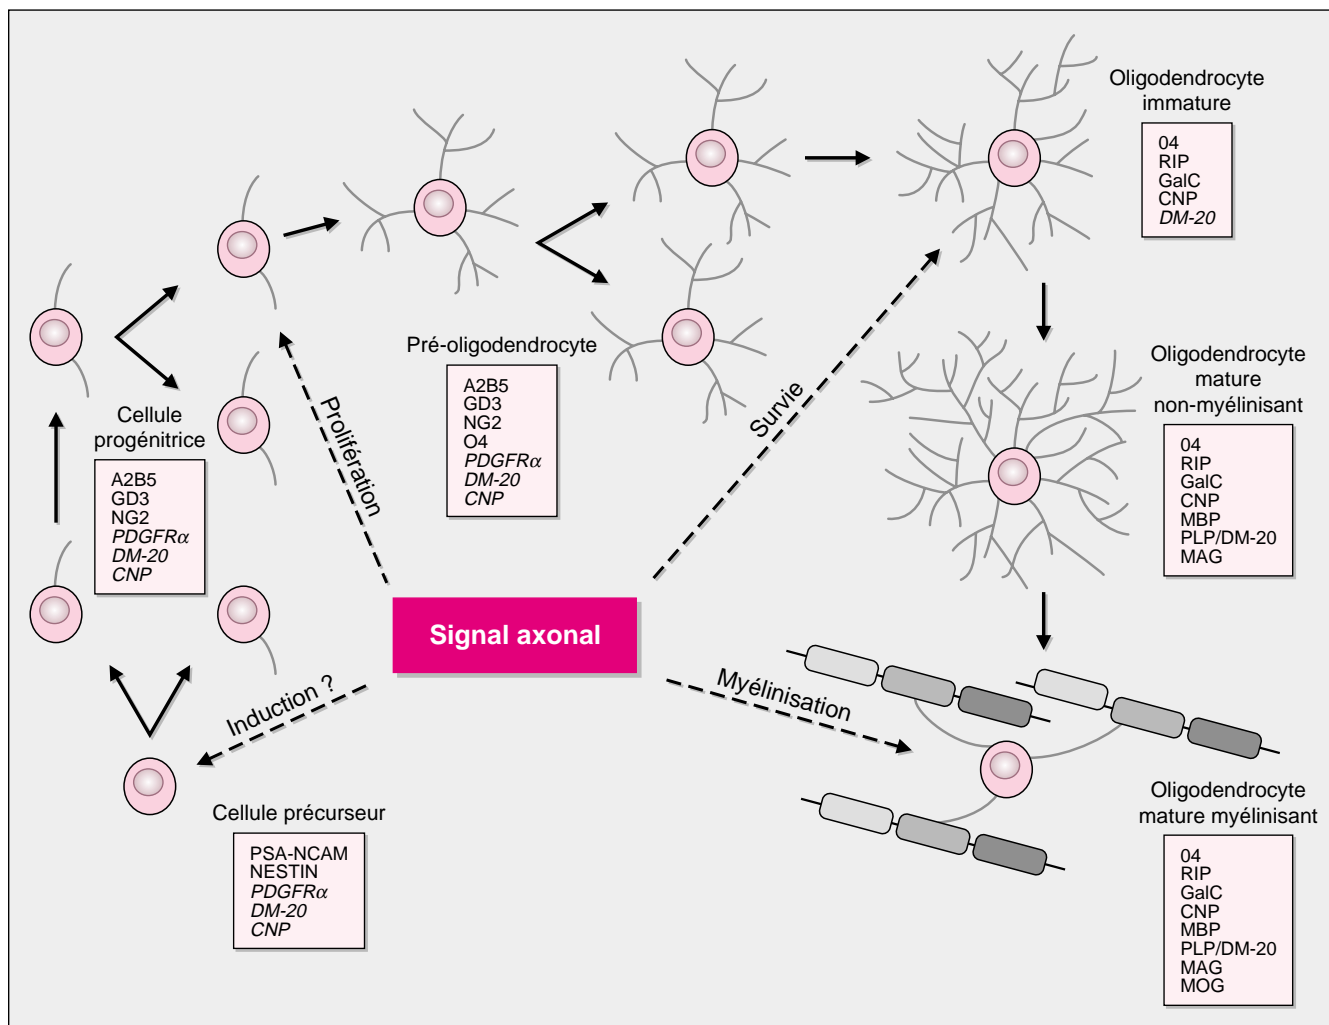 Oligodendrocyte
immature
04
RIP
GalC
CNP
DM-20
Pré-oligodendrocyte
A2B5
GD3
NG2
O4
PDGFRα
DM-20
CNP
Cellule
progénitrice
A2B5
GD3
NG2
PDGFRα
DM-20
CNP
Prolifération
Survie
Oligodendrocyte
mature
non-myélinisant
04
RIP
GalC
CNP
MBP
PLP/DM-20
MAG
Signal axonal
Induction ?
Myélinisation
Cellule précurseur
PSA-NCAM
NESTIN
PDGFRα
DM-20
CNP
Oligodendrocyte
mature myélinisant
04
RIP
GalC
CNP
MBP
PLP/DM-20
MAG
MOG